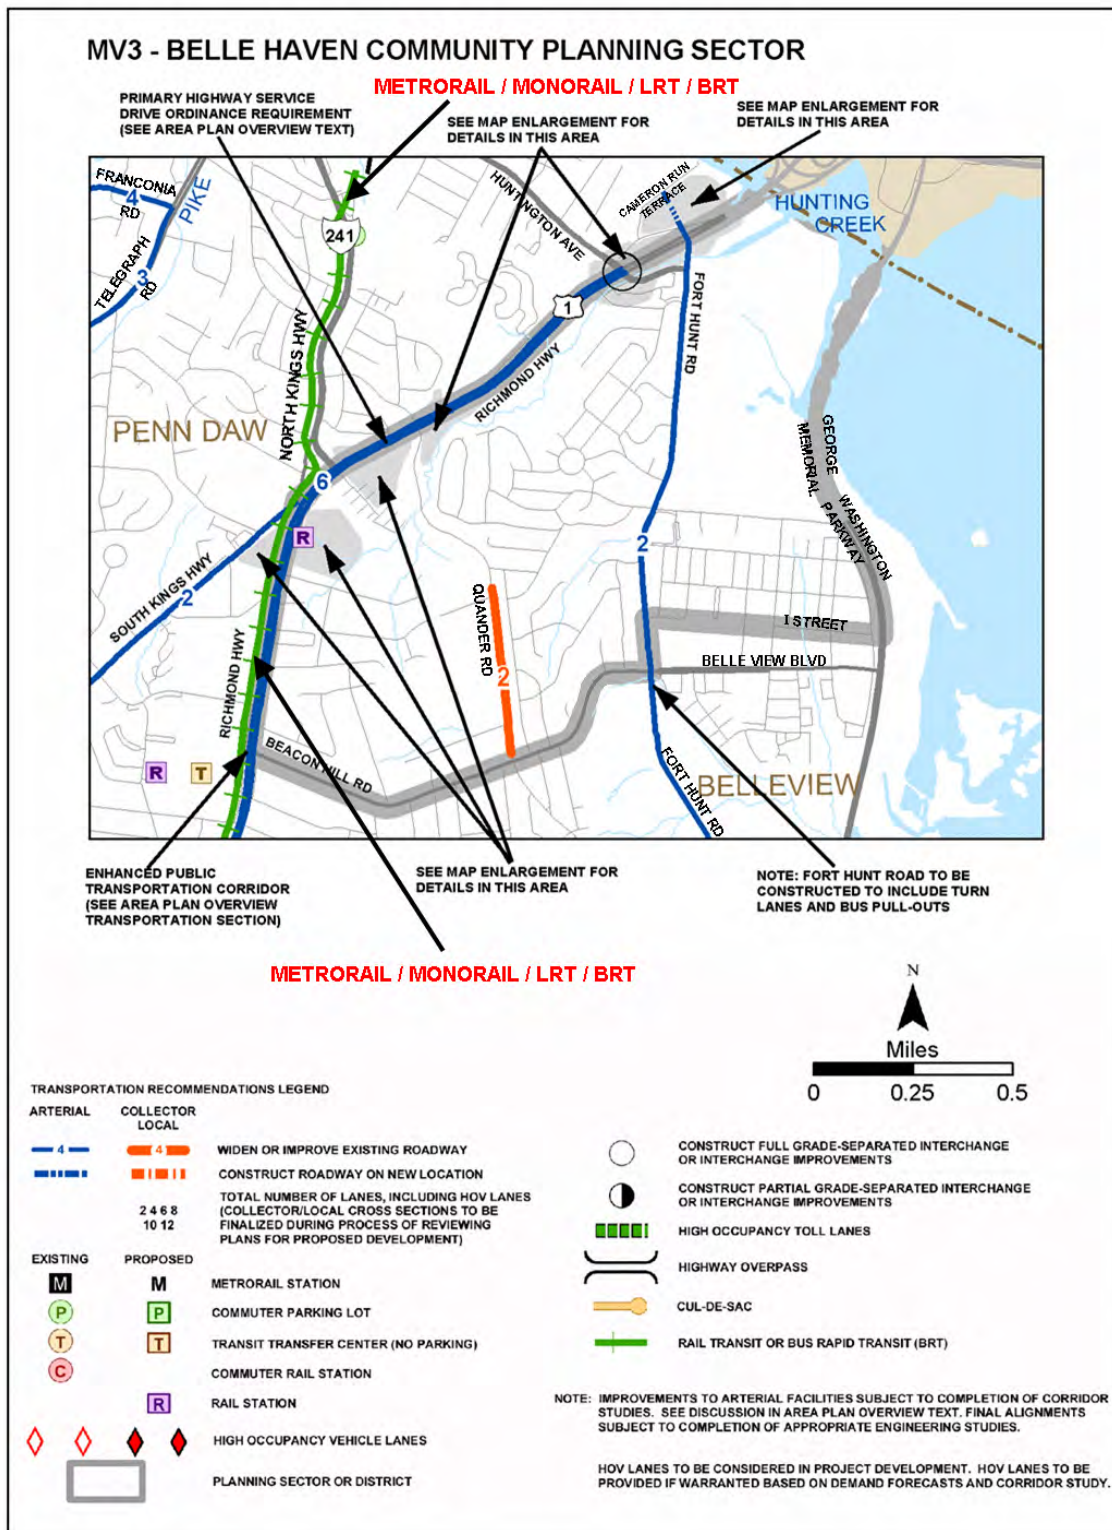 MV3 - BELLE HAVEN COMMUNITY PLANNING SECTOR
METRORAIL / MONORAIL / LRT / BRT
PRIMARY HIGHWAY SERVICE
DRIVE ORDINANCE REQUIREMENT
(SEE AREA PLAN OVERVIEW TEXT)
SEE MAP ENLARGEMENT FOR
DETAILS IN THIS AREA
SEE MAP ENLARGEMENT FOR
DETAILS IN THIS AREA
FRANCONIA
RD
4
PIKE
TELEGRAPH
RD
3
241
HUNTINGTON AVE
CAMERON RUN
TERRACE
HUNTING
CREEK
1
FORT HUNT RD
NORTH KINGS HWY
RICHMOND HWY
PENN DAW
6
GEORGE WASHINGTON
MEMORIAL PARKWAY
R
2
SOUTH KINGS HWY
2
QUANDER RD
2
I STREET
BELLE VIEW BLVD
RICHMOND HWY
BEACON HILL RD
R
T
FORT HUNT RD
BELLEVIEW
ENHANCED PUBLIC
TRANSPORTATION CORRIDOR
(SEE AREA PLAN OVERVIEW
TRANSPORTATION SECTION)
SEE MAP ENLARGEMENT FOR
DETAILS IN THIS AREA
NOTE: FORT HUNT ROAD TO BE
CONSTRUCTED TO INCLUDE TURN
LANES AND BUS PULL-OUTS
METRORAIL / MONORAIL / LRT / BRT
N
Miles
0 0.25 0.5
TRANSPORTATION RECOMMENDATIONS LEGEND
ARTERIAL COLLECTOR
LOCAL
4 4 WIDEN OR IMPROVE EXISTING ROADWAY
CONSTRUCT ROADWAY ON NEW LOCATION
2 4 6 8
10 12
TOTAL NUMBER OF LANES, INCLUDING HOV LANES
(COLLECTOR/LOCAL CROSS SECTIONS TO BE
FINALIZED DURING PROCESS OF REVIEWING
PLANS FOR PROPOSED DEVELOPMENT)
EXISTING PROPOSED
M M METRORAIL STATION
P P COMMUTER PARKING LOT
T T TRANSIT TRANSFER CENTER (NO PARKING)
C COMMUTER RAIL STATION
R RAIL STATION
HIGH OCCUPANCY VEHICLE LANES
PLANNING SECTOR OR DISTRICT
CONSTRUCT FULL GRADE-SEPARATED INTERCHANGE
OR INTERCHANGE IMPROVEMENTS
CONSTRUCT PARTIAL GRADE-SEPARATED INTERCHANGE
OR INTERCHANGE IMPROVEMENTS
HIGH OCCUPANCY TOLL LANES
HIGHWAY OVERPASS
CUL-DE-SAC
RAIL TRANSIT OR BUS RAPID TRANSIT (BRT)
NOTE: IMPROVEMENTS TO ARTERIAL FACILITIES SUBJECT TO COMPLETION OF CORRIDOR
STUDIES. SEE DISCUSSION IN AREA PLAN OVERVIEW TEXT. FINAL ALIGNMENTS
SUBJECT TO COMPLETION OF APPROPRIATE ENGINEERING STUDIES.
HOV LANES TO BE CONSIDERED IN PROJECT DEVELOPMENT. HOV LANES TO BE
PROVIDED IF WARRANTED BASED ON DEMAND FORECASTS AND CORRIDOR STUDY.